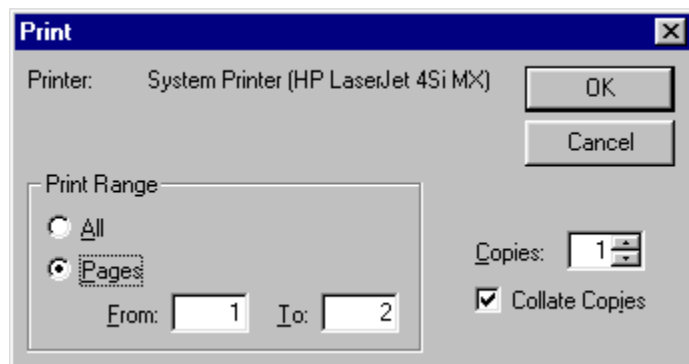 Print
Printer: System Printer (HP LaserJet 4Si MX)
OK
Cancel
Print Range
All
Pages
From: 1 To: 2
Copies: 1
Collate Copies